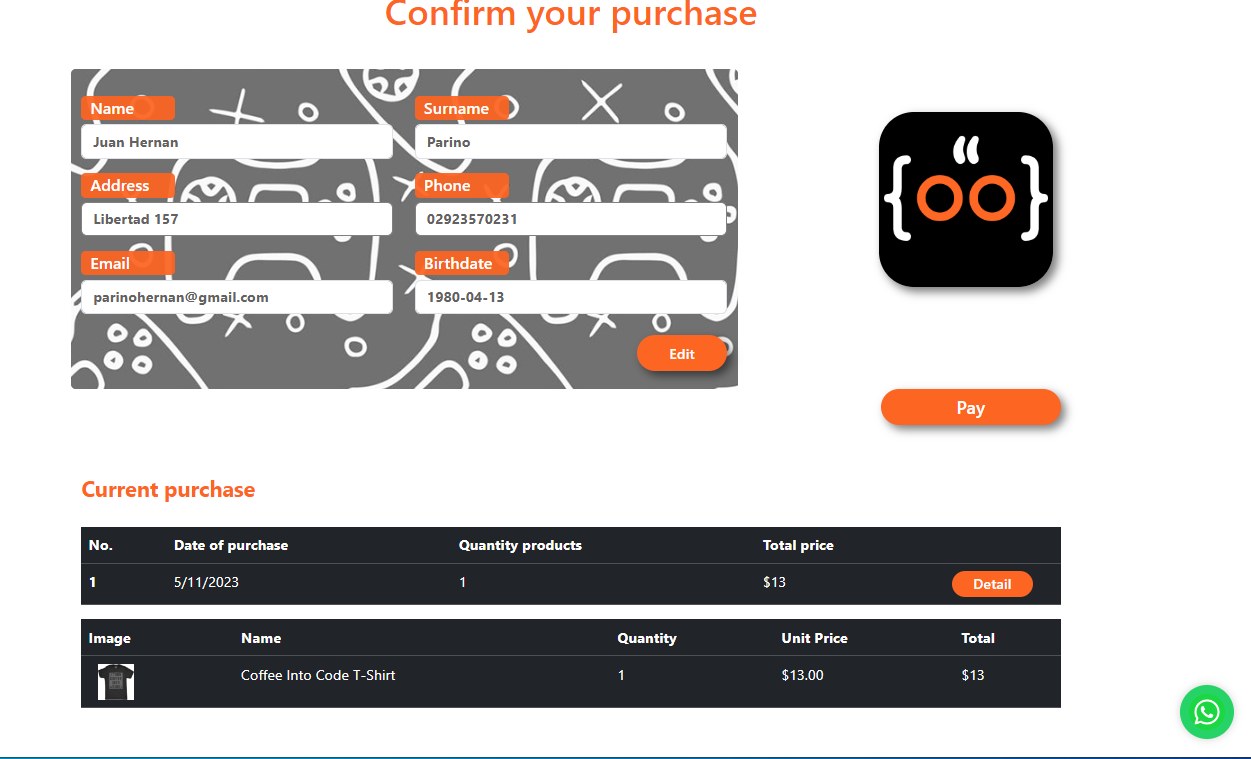 Confirm your purchase
Name
Surname
Juan Hernan
Parino
Address
Phone
Libertad 157
02923570231
Email
Birthdate
parinohernan@gmail.com
1980-04-13
Edit
Pay
Current purchase
No. Date of purchase Quantity products Total price
1 5/11/2023 1 $13 Detail
Image Name Quantity Unit Price Total
Coffee Into Code T-Shirt 1 $13.00 $13